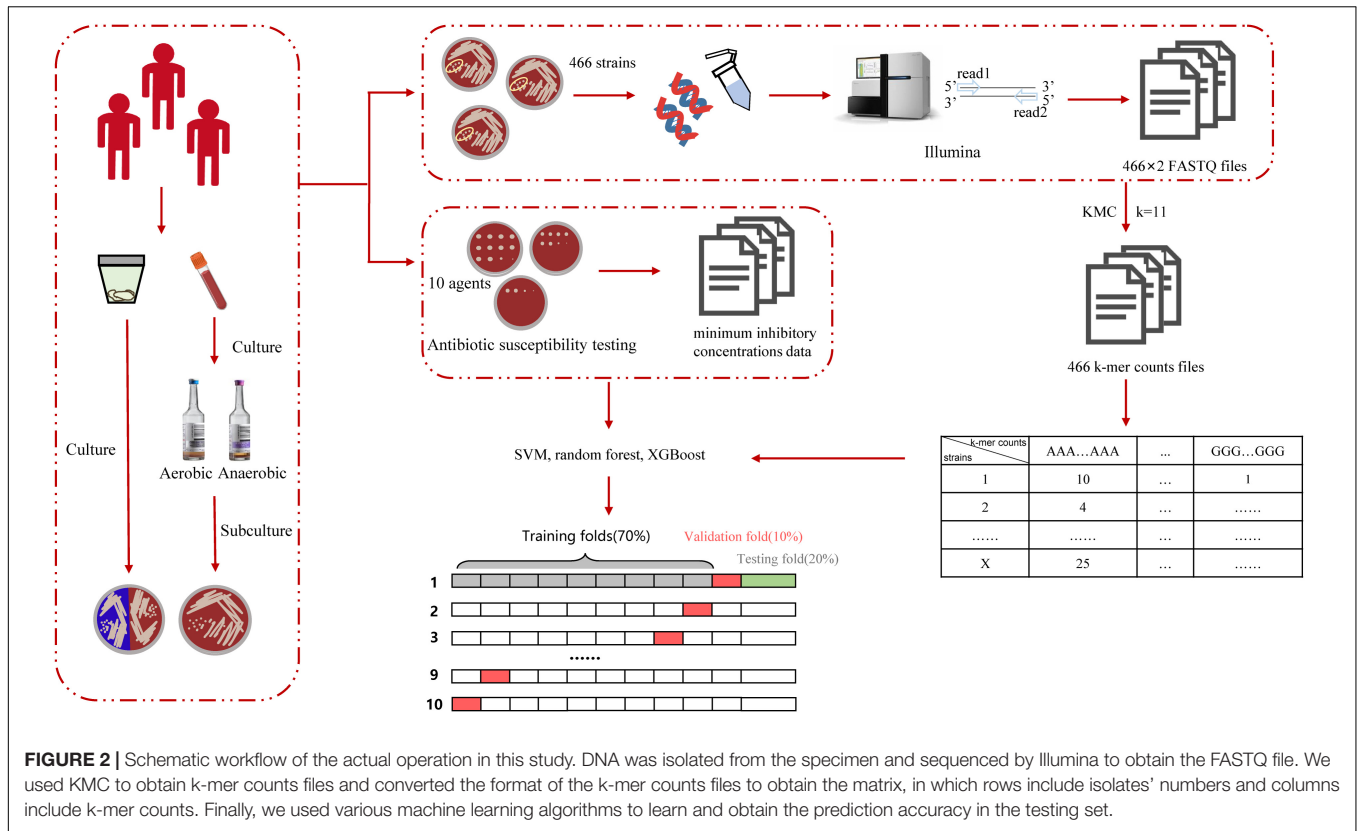 466 strains
5’
read1
3’
3’
5’
read2
Illumina
466×2 FASTQ files
KMC k=11
10 agents
Antibiotic susceptibility testing
minimum inhibitory
concentrations data
466 k-mer counts files
Culture
Culture
Aerobic Anaerobic
Subculture
SVM, random forest, XGBoost
k-mer counts
strains
AAA…AAA ... GGG…GGG
1 10 … 1
2 4 … ……
…… …… … ……
X 25 … ……
Training folds(70%) Validation fold(10%)
Testing fold(20%)
1
2
3
……
9
10
FIGURE 2 | Schematic workflow of the actual operation in this study. DNA was isolated from the specimen and sequenced by Illumina to obtain the FASTQ file. We
used KMC to obtain k-mer counts files and converted the format of the k-mer counts files to obtain the matrix, in which rows include isolates’ numbers and columns
include k-mer counts. Finally, we used various machine learning algorithms to learn and obtain the prediction accuracy in the testing set.